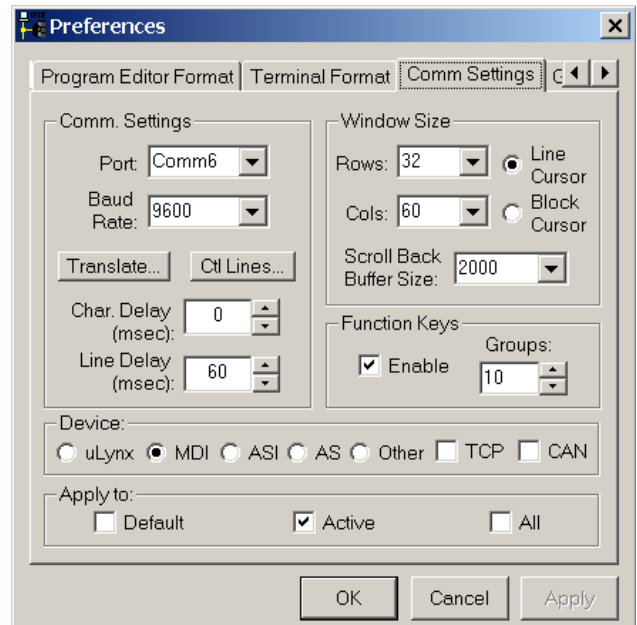 Preferences
Program Editor Format Terminal Format Comm Settings
Comm. Settings
Port: Comm6
Baud
Rate: 9600
Translate... Ctl Lines...
Char. Delay
(msec): 0
Line Delay
(msec): 60
Window Size
Rows: 32
Line
Cursor
Cols: 60
Block
Cursor
Scroll Back
Buffer Size: 2000
Function Keys
Enable
Groups:
10
Device:
uLynx MDI ASI AS Other TCP CAN
Apply to:
Default Active All
OK Cancel Apply